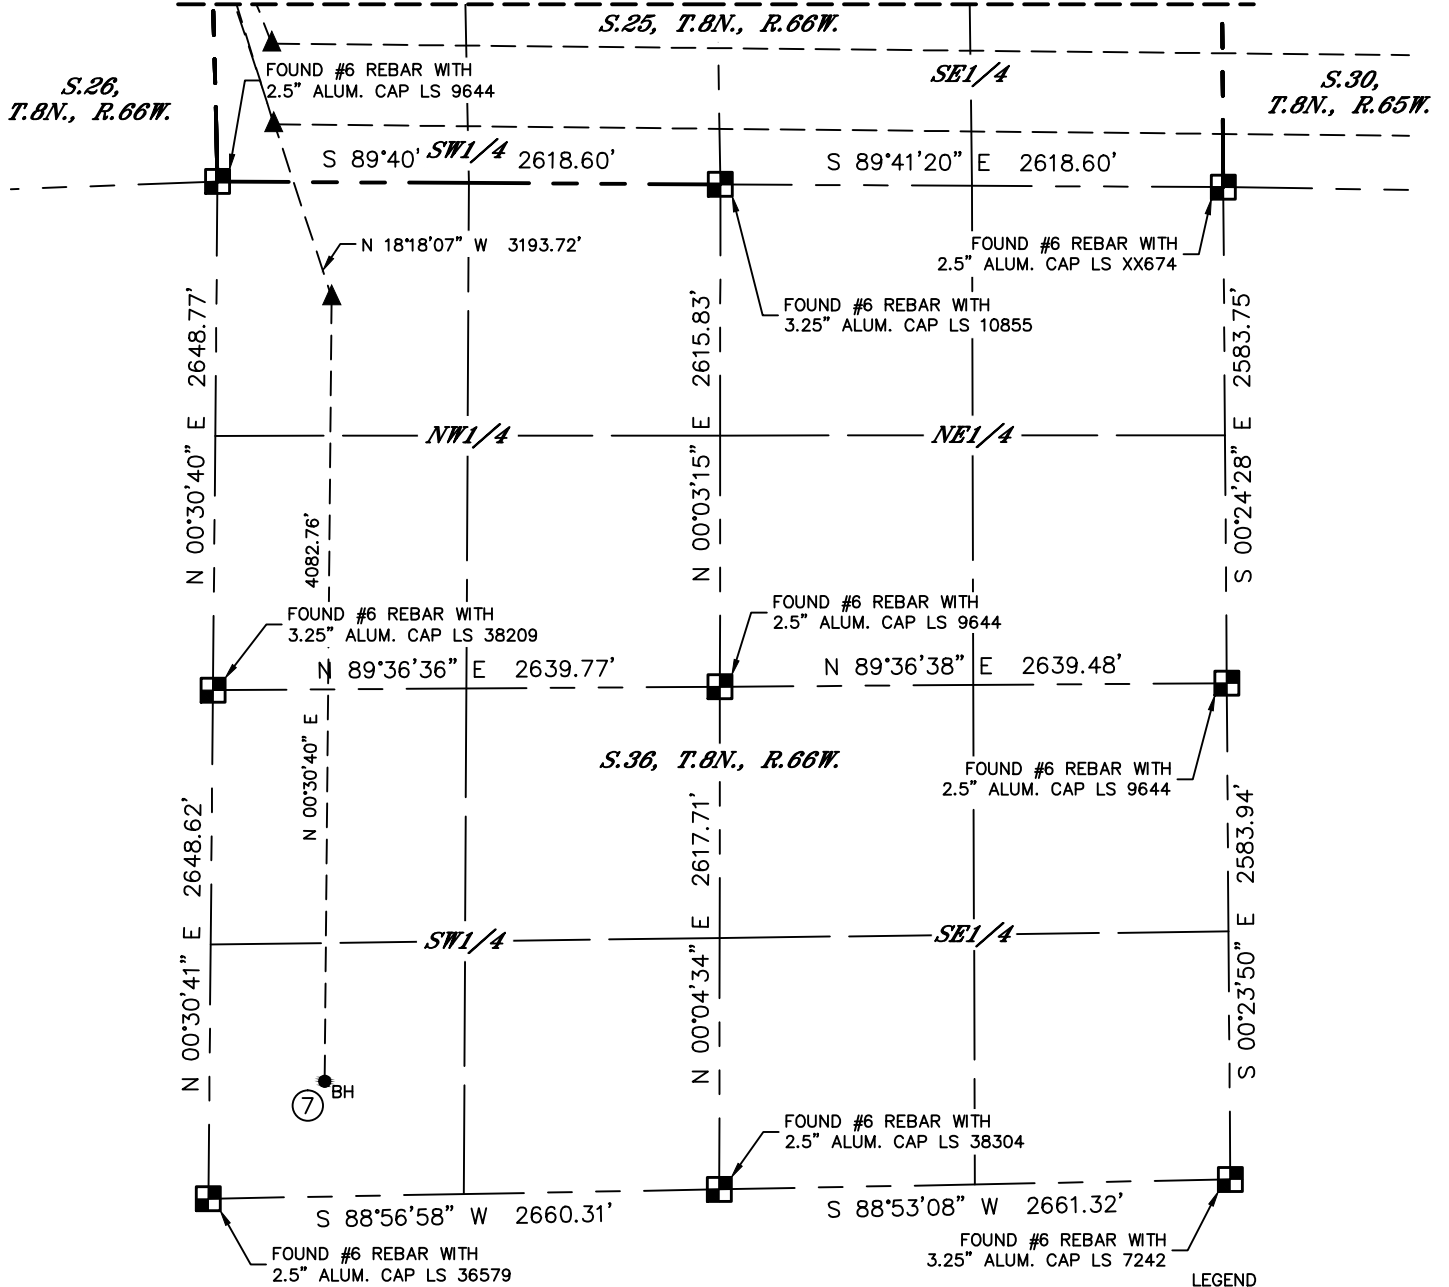 S.25, T.8N., R.66W.
S.26,
T.8N., R.66W.
FOUND #6 REBAR WITH
2.5" ALUM. CAP LS 9644
SE1/4
S.30,
T.8N., R.65W.
S 89°40' SW1/4 2618.60'
S 89°41'20" E 2618.60'
N 18°18'07" W 3193.72'
FOUND #6 REBAR WITH
2.5" ALUM. CAP LS XX674
FOUND #6 REBAR WITH
3.25" ALUM. CAP LS 10855
N 00°30'40" E 2648.77'
N 00°03'15" E 2615.83'
S 00°24'28" E 2583.75'
NW1/4
NE1/4
4082.76'
N 00°30'40" E
FOUND #6 REBAR WITH
3.25" ALUM. CAP LS 38209
FOUND #6 REBAR WITH
2.5" ALUM. CAP LS 9644
N 89°36'36" E 2639.77'
N 89°36'38" E 2639.48'
S.36, T.8N., R.66W.
FOUND #6 REBAR WITH
2.5" ALUM. CAP LS 9644
N 00°30'41" E 2648.62'
N 00°04'34" E 2617.71'
S 00°23'50" E 2583.94'
SW1/4
SE1/4
BH
7
FOUND #6 REBAR WITH
2.5" ALUM. CAP LS 38304
S 88°56'58" W 2660.31'
S 88°53'08" W 2661.32'
FOUND #6 REBAR WITH
2.5" ALUM. CAP LS 36579
FOUND #6 REBAR WITH
3.25" ALUM. CAP LS 7242
LEGEND